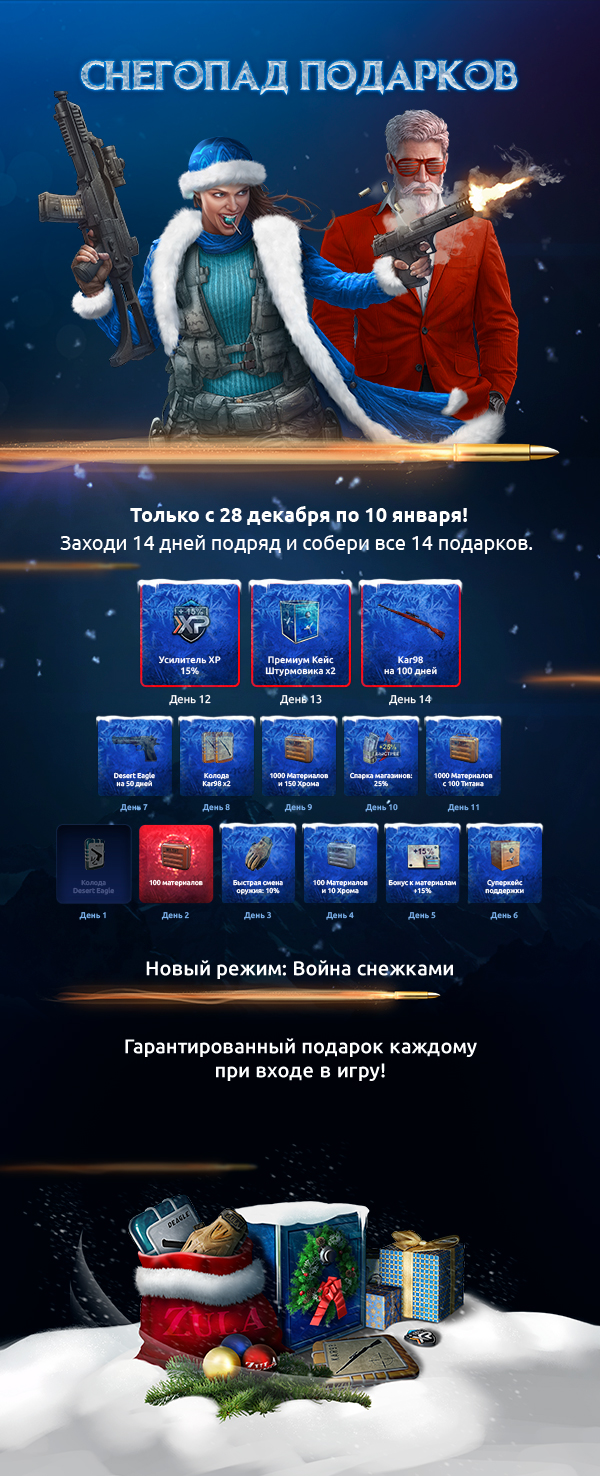 СНЕГОПАД ПОДАРКОВ
Только с 28 декабря по 10 января!
Заходи 14 дней подряд и собери все 14 подарков.
+ 15%
XP
Усилитель XP
15%
Премиум Кейс
Штурмовика x2
Kar98
на 100 дней
День 12
День 13
День 14
Desert Eagle
на 50 дней
Колода
Kar98 x2
1000 Материалов
и 150 Хрома
+25%
БЫСТРЕЕ
Спарка магазинов:
25%
1000 Материалов
с 100 Титана
День 7
День 8
День 9
День 10
День 11
Колода
Desert Eagle
100 материалов
Быстрая смена
оружия: 10%
100 Материалов
и 10 Хрома
+15%
Бонус к материалам
+15%
Суперкейс
поддержки
День 1
День 2
День 3
День 4
День 5
День 6
Новый режим: Война снежками
Гарантированный подарок каждому
при входе в игру!
DEAGLE
ZULA
XP